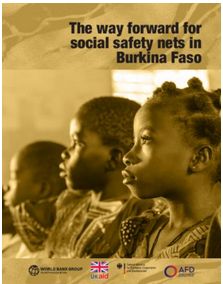 The way forward for
social safety nets in
Burkina Faso
WORLD BANK GROUP
ukaid
AFD